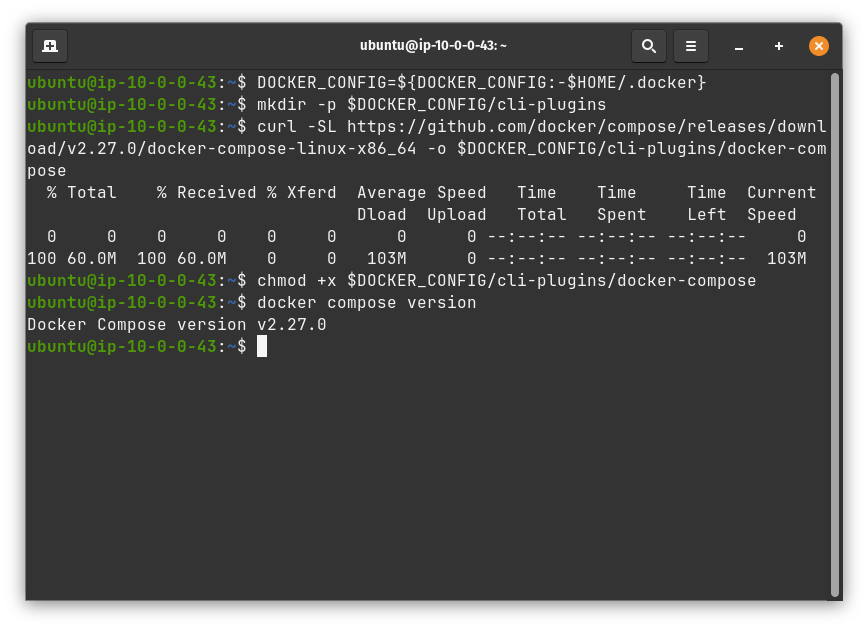 ubuntu@ip-10-0-0-43: ~
ubuntu@ip-10-0-0-43:~$ DOCKER_CONFIG=${DOCKER_CONFIG:-$HOME/.docker}
ubuntu@ip-10-0-0-43:~$ mkdir -p $DOCKER_CONFIG/cli-plugins
ubuntu@ip-10-0-0-43:~$ curl -SL https://github.com/docker/compose/releases/downl
oad/v2.27.0/docker-compose-linux-x86_64 -o $DOCKER_CONFIG/cli-plugins/docker-com
pose
  % Total    % Received % Xferd  Average Speed   Time    Time     Time  Current
                                 Dload  Upload   Total   Spent    Left  Speed
  0     0    0     0    0     0      0      0 --:--:-- --:--:-- --:--:--     0
100 60.0M  100 60.0M    0     0   103M      0 --:--:-- --:--:-- --:--:--  103M
ubuntu@ip-10-0-0-43:~$ chmod +x $DOCKER_CONFIG/cli-plugins/docker-compose
ubuntu@ip-10-0-0-43:~$ docker compose version
Docker Compose version v2.27.0
ubuntu@ip-10-0-0-43:~$